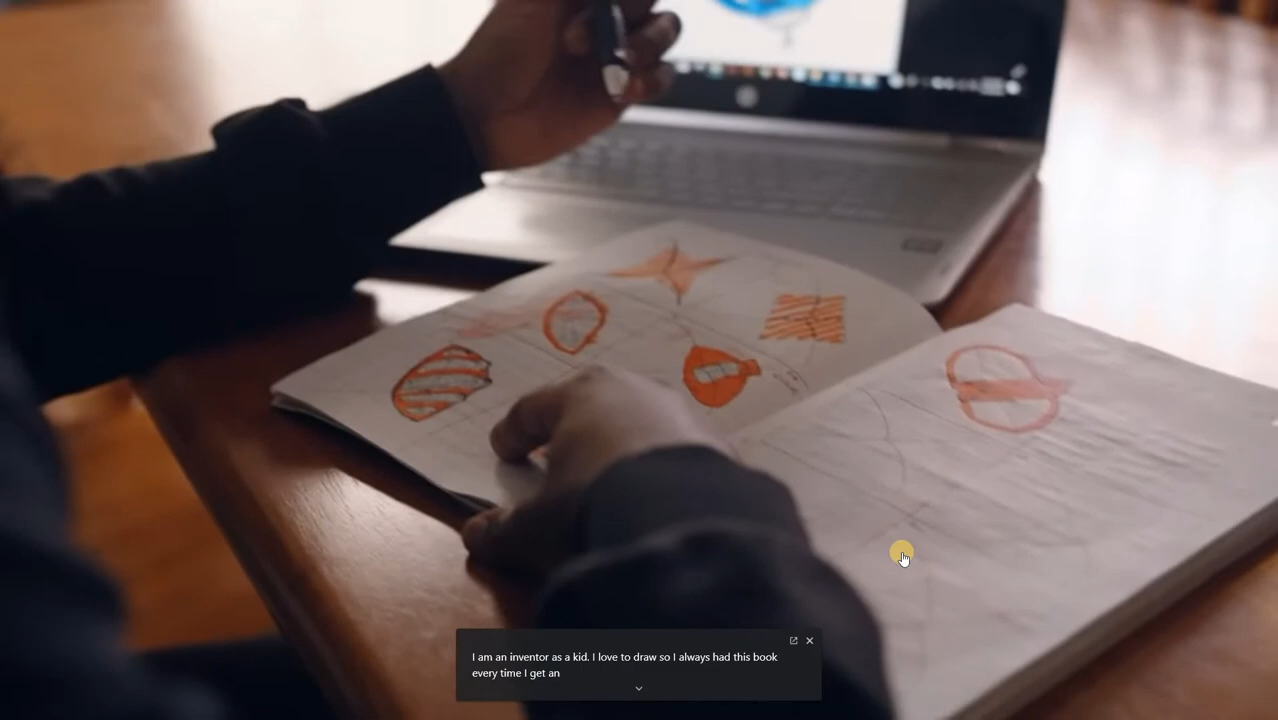 I am an inventor as a kid. I love to draw so I always had this book
every time I get an